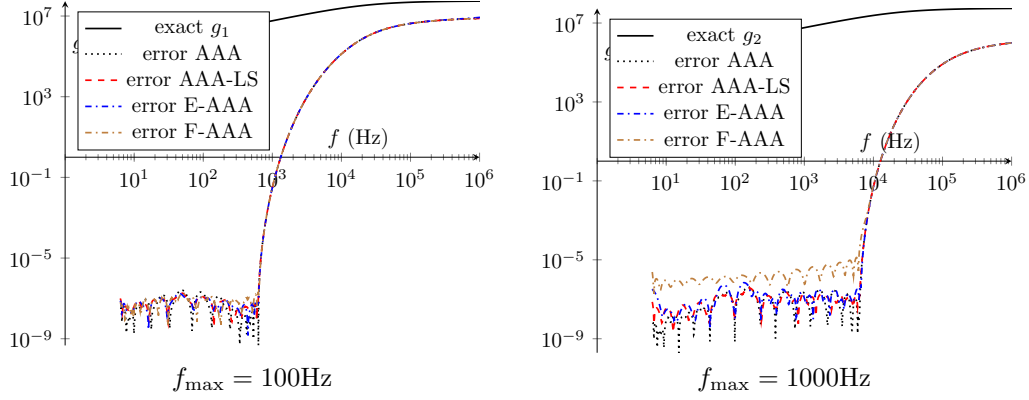 10^7
10^3
10^{-1}
10^{-5}
10^{-9}
g
exact g_1
error AAA
error AAA-LS
error E-AAA
error F-AAA
f (Hz)
10^1 10^2 10^3 10^4 10^5 10^6
f_max = 100Hz
10^7
10^3
10^{-1}
10^{-5}
10^{-9}
g
exact g_2
error AAA
error AAA-LS
error E-AAA
error F-AAA
f (Hz)
10^1 10^2 10^3 10^4 10^5 10^6
f_max = 1000Hz